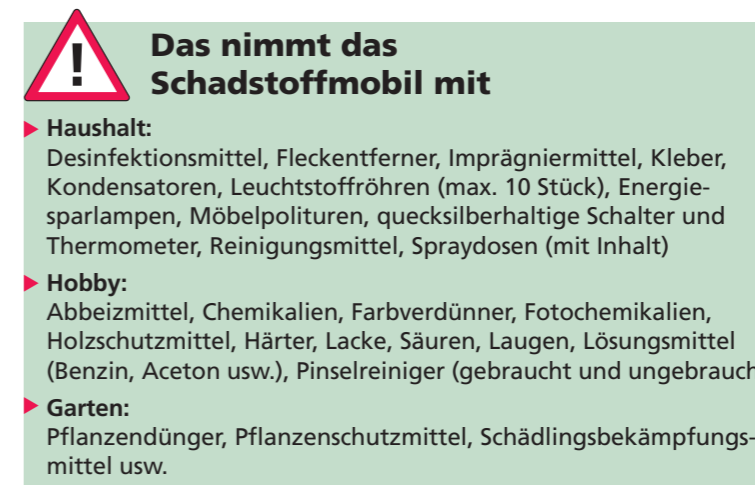 !
Das nimmt das
Schadstoffmobil mit
Haushalt:
Desinfektionsmittel, Fleckentferner, Imprägniermittel, Kleber,
Kondensatoren, Leuchtstoffröhren (max. 10 Stück), Energie-
sparlampen, Möbelpolituren, quecksilberhaltige Schalter und
Thermometer, Reinigungsmittel, Spraydosen (mit Inhalt)
Hobby:
Abbeizmittel, Chemikalien, Farbverdünner, Fotochemikalien,
Holzschutzmittel, Härter, Lacke, Säuren, Laugen, Lösungsmittel
(Benzin, Aceton usw.), Pinselreiniger (gebraucht und ungebrauch
Garten:
Pflanzendünger, Pflanzenschutzmittel, Schädlingsbekämpfungs-
mittel usw.